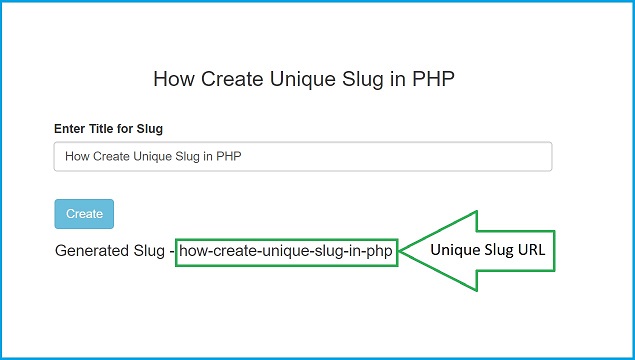 How Create Unique Slug in PHP
Enter Title for Slug
How Create Unique Slug in PHP
Create
Generated Slug - how-create-unique-slug-in-php
Unique Slug URL